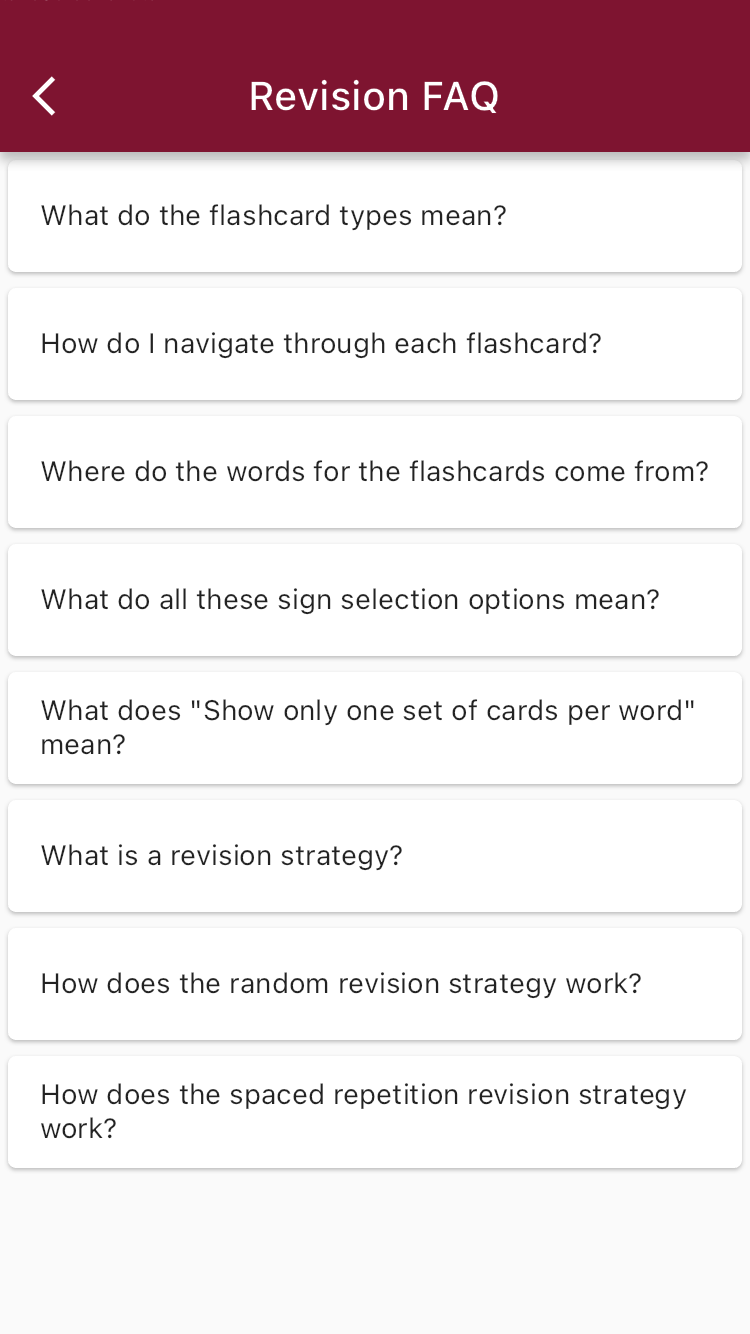 Revision FAQ
What do the flashcard types mean?
How do I navigate through each flashcard?
Where do the words for the flashcards come from?
What do all these sign selection options mean?
What does "Show only one set of cards per word"
mean?
What is a revision strategy?
How does the random revision strategy work?
How does the spaced repetition revision strategy
work?